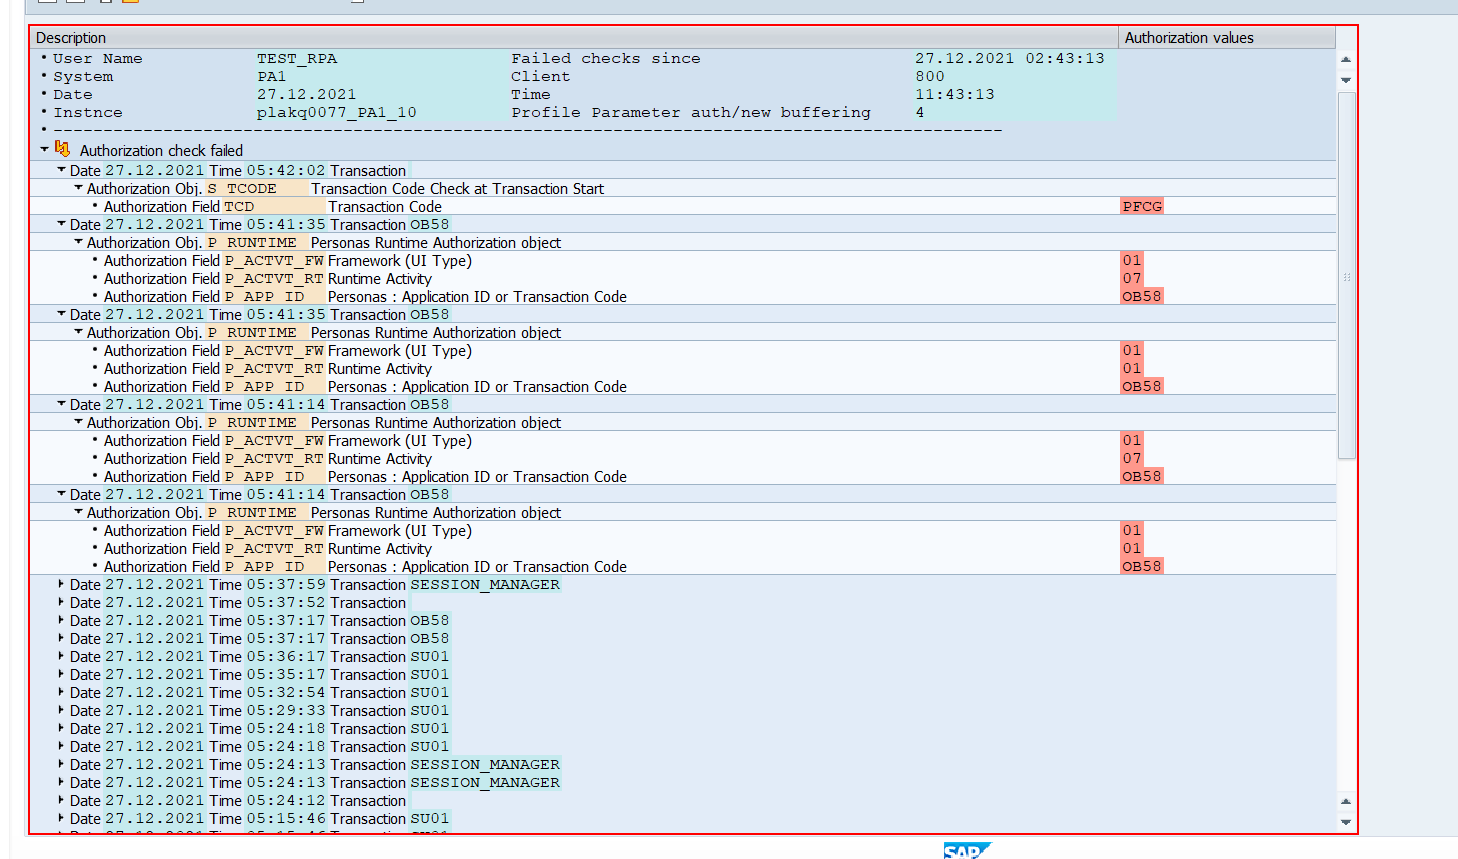 Description Authorization values
• User Name TEST_RPA Failed checks since 27.12.2021 02:43:13
• System PA1 Client 800
• Date 27.12.2021 Time 11:43:13
• Instnce plakq0077_PA1_10 Profile Parameter auth/new buffering 4
• -----------------------------------------------------------------------------------------------
Authorization check failed
Date 27.12.2021 Time 05:42:02 Transaction
Authorization Obj. S_TCODE Transaction Code Check at Transaction Start
• Authorization Field TCD Transaction Code PFCG
Date 27.12.2021 Time 05:41:35 Transaction OB58
Authorization Obj. P_RUNTIME Personas Runtime Authorization object
• Authorization Field P_ACTVT_FW Framework (UI Type) 01
• Authorization Field P_ACTVT_RT Runtime Activity 07
• Authorization Field P_APP_ID Personas : Application ID or Transaction Code OB58
Date 27.12.2021 Time 05:41:35 Transaction OB58
Authorization Obj. P_RUNTIME Personas Runtime Authorization object
• Authorization Field P_ACTVT_FW Framework (UI Type) 01
• Authorization Field P_ACTVT_RT Runtime Activity 01
• Authorization Field P_APP_ID Personas : Application ID or Transaction Code OB58
Date 27.12.2021 Time 05:41:14 Transaction OB58
Authorization Obj. P_RUNTIME Personas Runtime Authorization object
• Authorization Field P_ACTVT_FW Framework (UI Type) 01
• Authorization Field P_ACTVT_RT Runtime Activity 07
• Authorization Field P_APP_ID Personas : Application ID or Transaction Code OB58
Date 27.12.2021 Time 05:41:14 Transaction OB58
Authorization Obj. P_RUNTIME Personas Runtime Authorization object
• Authorization Field P_ACTVT_FW Framework (UI Type) 01
• Authorization Field P_ACTVT_RT Runtime Activity 01
• Authorization Field P_APP_ID Personas : Application ID or Transaction Code OB58
Date 27.12.2021 Time 05:37:59 Transaction SESSION_MANAGER
Date 27.12.2021 Time 05:37:52 Transaction
Date 27.12.2021 Time 05:37:17 Transaction OB58
Date 27.12.2021 Time 05:37:17 Transaction OB58
Date 27.12.2021 Time 05:36:17 Transaction SU01
Date 27.12.2021 Time 05:35:17 Transaction SU01
Date 27.12.2021 Time 05:32:54 Transaction SU01
Date 27.12.2021 Time 05:29:33 Transaction SU01
Date 27.12.2021 Time 05:24:18 Transaction SU01
Date 27.12.2021 Time 05:24:18 Transaction SU01
Date 27.12.2021 Time 05:24:13 Transaction SESSION_MANAGER
Date 27.12.2021 Time 05:24:13 Transaction SESSION_MANAGER
Date 27.12.2021 Time 05:24:12 Transaction
Date 27.12.2021 Time 05:15:46 Transaction SU01
SAP